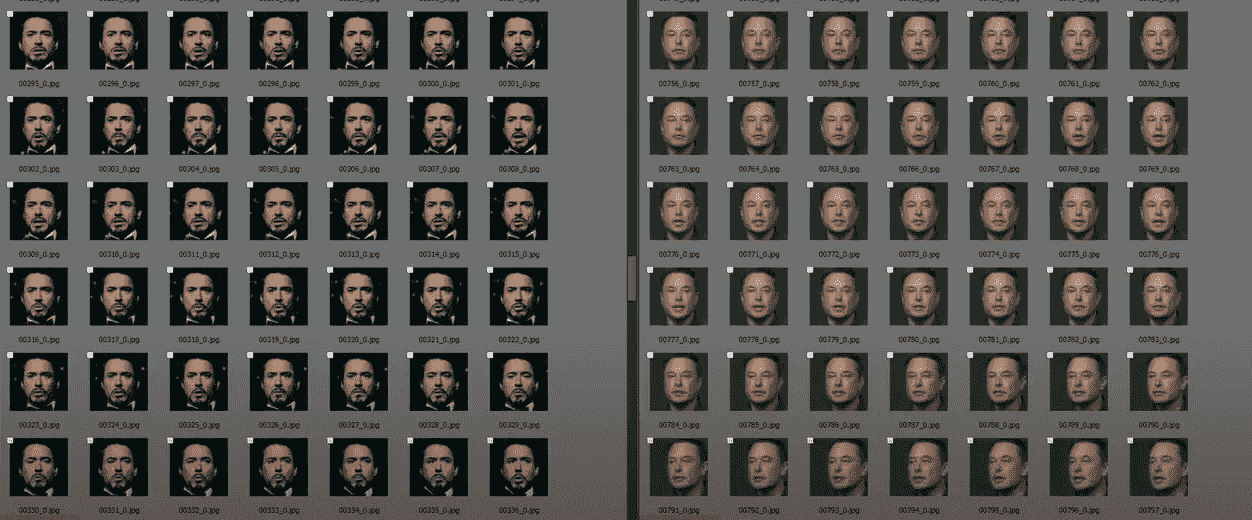 00295_0.jpg 00296_0.jpg 00297_0.jpg 00298_0.jpg 00299_0.jpg 00300_0.jpg 00301_0.jpg
00302_0.jpg 00303_0.jpg 00304_0.jpg 00305_0.jpg 00306_0.jpg 00307_0.jpg 00308_0.jpg
00309_0.jpg 00310_0.jpg 00311_0.jpg 00312_0.jpg 00313_0.jpg 00314_0.jpg 00315_0.jpg
00316_0.jpg 00317_0.jpg 00318_0.jpg 00319_0.jpg 00320_0.jpg 00321_0.jpg 00322_0.jpg
00323_0.jpg 00324_0.jpg 00325_0.jpg 00326_0.jpg 00327_0.jpg 00328_0.jpg 00329_0.jpg
00330_0.jpg 00331_0.jpg 00332_0.jpg 00333_0.jpg 00334_0.jpg 00335_0.jpg 00336_0.jpg
00756_0.jpg 00757_0.jpg 00758_0.jpg 00759_0.jpg 00760_0.jpg 00761_0.jpg 00762_0.jpg
00763_0.jpg 00764_0.jpg 00765_0.jpg 00766_0.jpg 00767_0.jpg 00768_0.jpg 00769_0.jpg
00770_0.jpg 00771_0.jpg 00772_0.jpg 00773_0.jpg 00774_0.jpg 00775_0.jpg 00776_0.jpg
00777_0.jpg 00778_0.jpg 00779_0.jpg 00780_0.jpg 00781_0.jpg 00782_0.jpg 00783_0.jpg
00784_0.jpg 00785_0.jpg 00786_0.jpg 00787_0.jpg 00788_0.jpg 00789_0.jpg 00790_0.jpg
00791_0.jpg 00792_0.jpg 00793_0.jpg 00794_0.jpg 00795_0.jpg 00796_0.jpg 00797_0.jpg